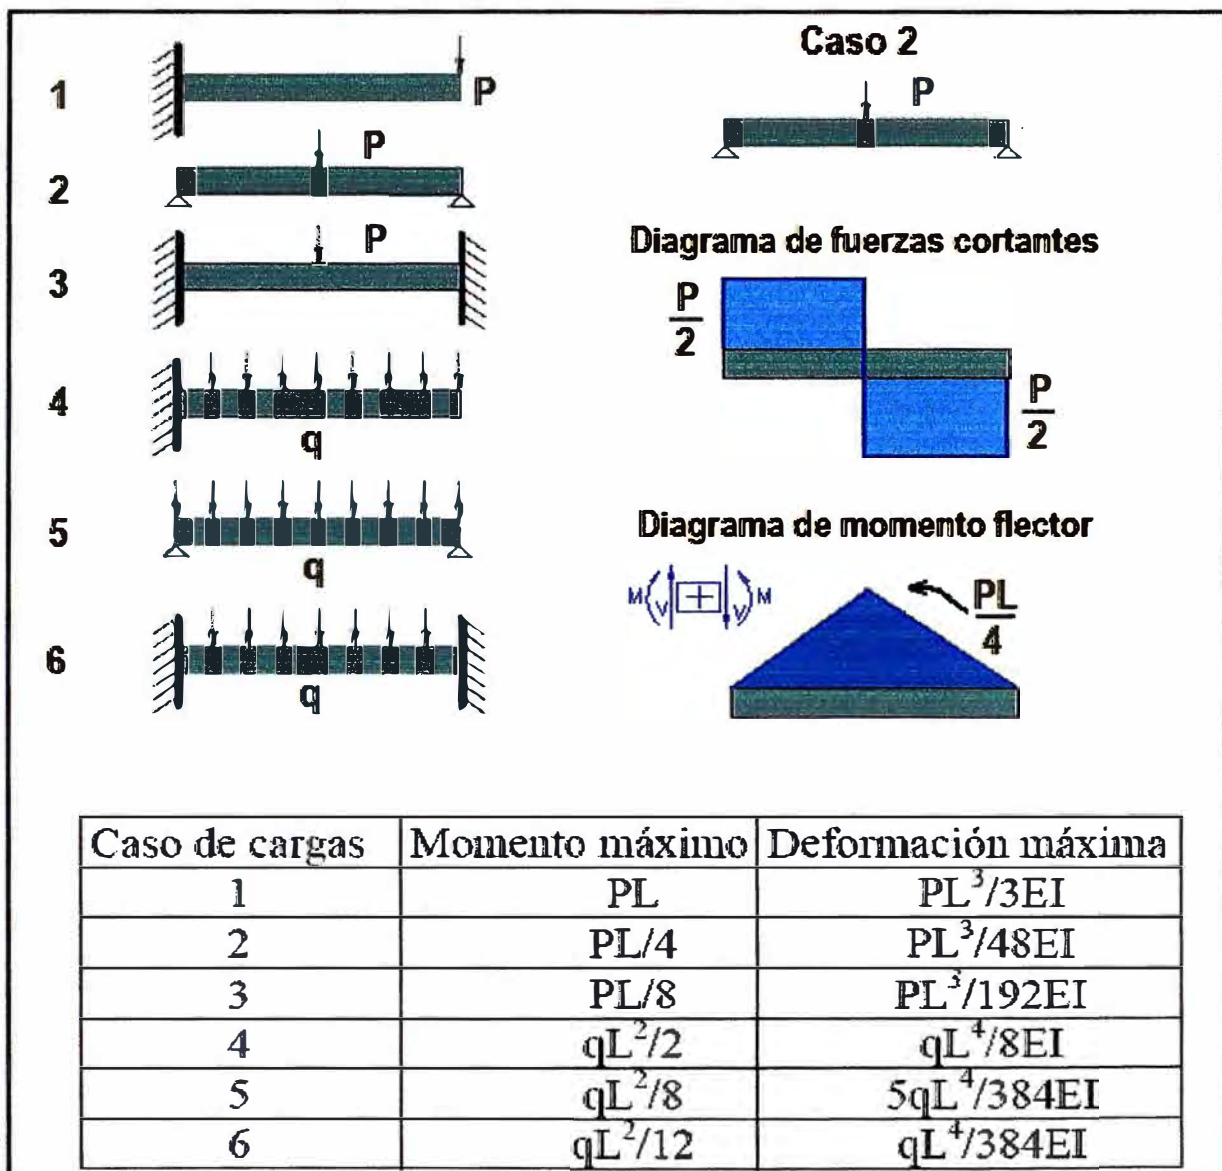 1
P
2
P
3
P
4
q
5
q
6
q
Caso 2
P
Diagrama de fuerzas cortantes
P
2
P
2
Diagrama de momento flector
M V + V M
PL
4
Caso de cargas Momento máximo Deformación máxima
1 PL PL³/3EI
2 PL/4 PL³/48EI
3 PL/8 PL³/192EI
4 qL²/2 qL⁴/8EI
5 qL²/8 5qL⁴/384EI
6 qL²/12 qL⁴/384EI